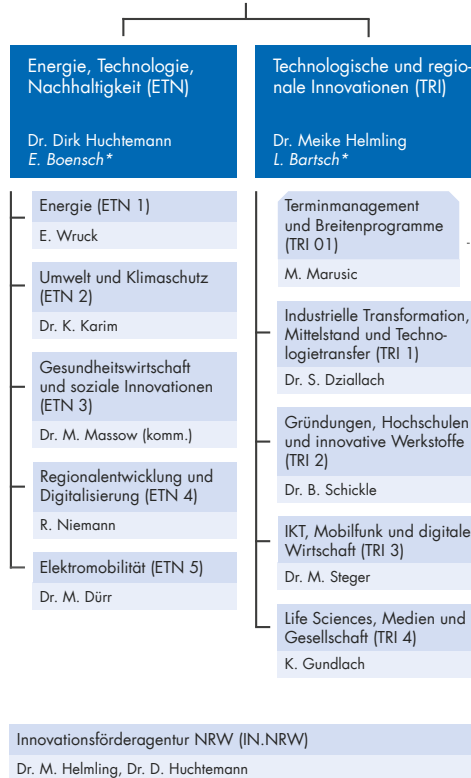 Energie, Technologie,
Nachhaltigkeit (ETN)
Dr. Dirk Huchtemann
E. Boensch*
Energie (ETN 1)
E. Wruck
Umwelt und Klimaschutz
(ETN 2)
Dr. K. Karim
Gesundheitswirtschaft
und soziale Innovationen
(ETN 3)
Dr. M. Massow (komm.)
Regionalentwicklung und
Digitalisierung (ETN 4)
R. Niemann
Elektromobilität (ETN 5)
Dr. M. Dürr
Technologische und regio-
nale Innovationen (TRI)
Dr. Meike Helmling
L. Bartsch*
Terminmanagement
und Breitenprogramme
(TRI 01)
M. Marusic
Industrielle Transformation,
Mittelstand und Techno-
logietransfer (TRI 1)
Dr. S. Dziallach
Gründungen, Hochschulen
und innovative Werkstoffe
(TRI 2)
Dr. B. Schickle
IKT, Mobilfunk und digitale
Wirtschaft (TRI 3)
Dr. M. Steger
Life Sciences, Medien und
Gesellschaft (TRI 4)
K. Gundlach
Innovationsförderagentur NRW (IN.NRW)
Dr. M. Helmling, Dr. D. Huchtemann